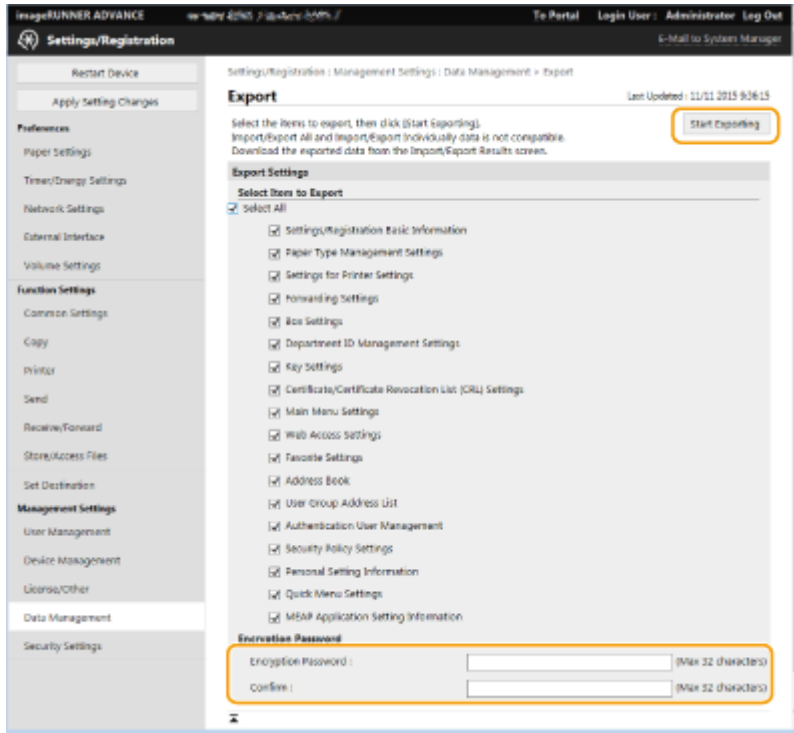 imageRUNNER ADVANCE
To Portal Login User : Administrator Log Out
Settings/Registration
E-Mail to System Manager
Restart Device
Apply Setting Changes
Preferences
Paper Settings
Timer/Energy Settings
Network Settings
External Interface
Volume Settings
Function Settings
Common Settings
Copy
Printer
Send
Receive/Forward
Store/Access Files
Set Destination
Management Settings
User Management
Device Management
License/Other
Data Management
Security Settings
Settings/Registration : Management Settings : Data Management > Export
Export
Last Updated : 11/11 2015 9:36:15
Select the items to export, then click [Start Exporting].
Import/Export All and Import/Export Individually data is not compatible.
Download the exported data from the Import/Export Results screen.
Start Exporting
Export Settings
Select Item to Export
Select All
Settings/Registration Basic Information
Paper Type Management Settings
Settings for Printer Settings
Forwarding Settings
Box Settings
Department ID Management Settings
Key Settings
Certificate/Certificate Revocation List (CRL) Settings
Main Menu Settings
Web Access Settings
Favorite Settings
Address Book
User Group Address List
Authentication User Management
Security Policy Settings
Personal Setting Information
Quick Menu Settings
MEAP Application Setting Information
Encryption Password
Encryption Password : (Max 32 characters)
Confirm : (Max 32 characters)